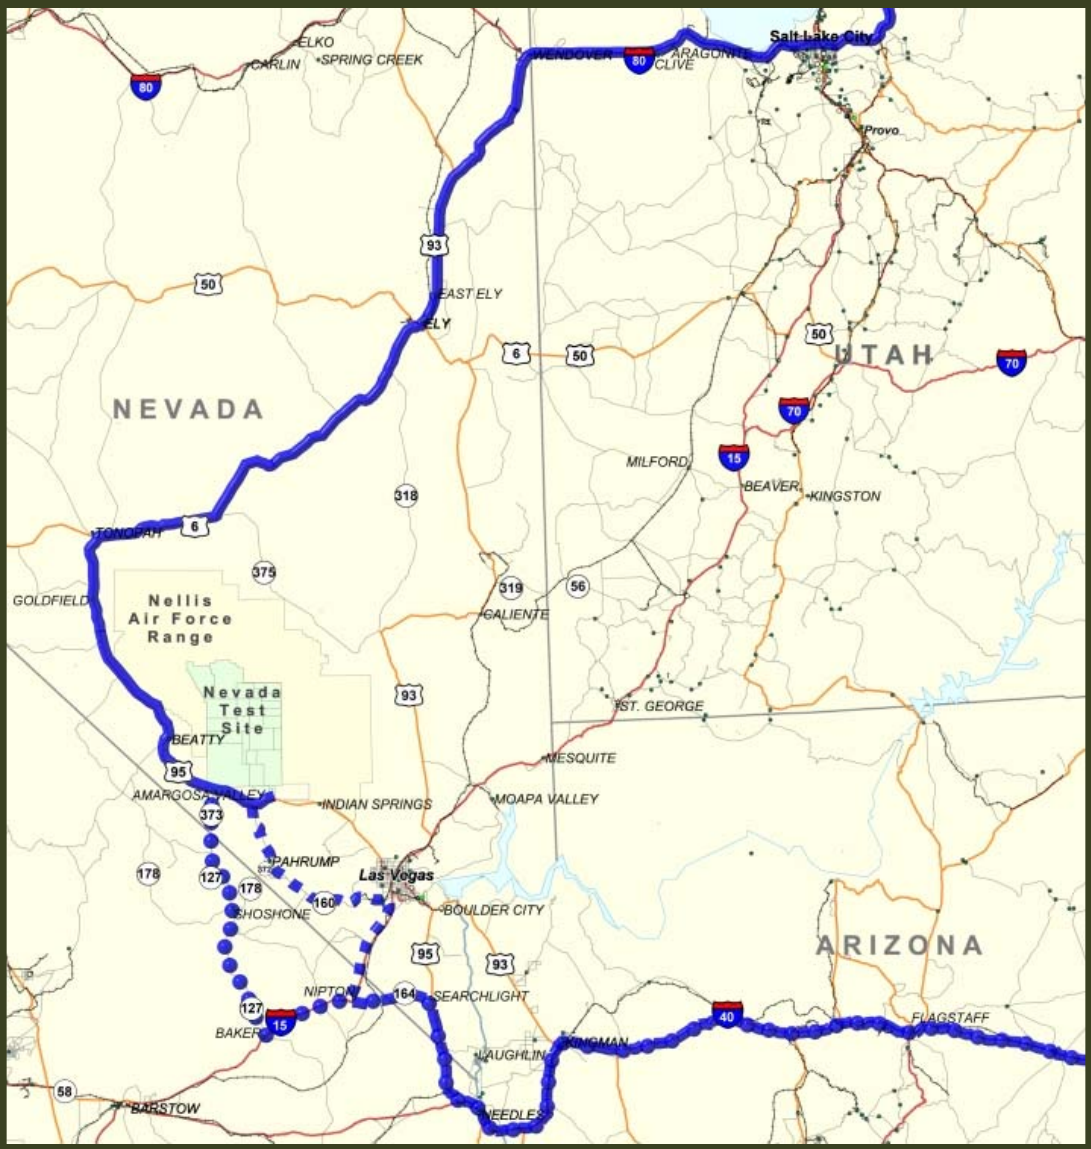 Salt Lake City
ELKO
CARLIN
SPRING CREEK
80
WENDOVER
80
ARAGONITE
CLIVE
Provo
93
50
EAST ELY
ELY
6
50
50
UTAH
70
NEVADA
70
15
MILFORD
BEAVER
KINGSTON
318
6
TONOPAH
375
319
56
GOLDFIELD
Nellis
Air Force
Range
CALIENTE
Nevada
Test
Site
93
ST. GEORGE
BEATTY
MESQUITE
95
AMARGOSA VALLEY
INDIAN SPRINGS
MOAPA VALLEY
373
178
PAHRUMP
127
178
Las Vegas
160
SHOSHONE
BOULDER CITY
95
93
ARIZONA
NIPTON
164
SEARCHLIGHT
127
15
BAKER
40
FLAGSTAFF
LAUGHLIN
KINGMAN
58
BARSTOW
NEEDLES